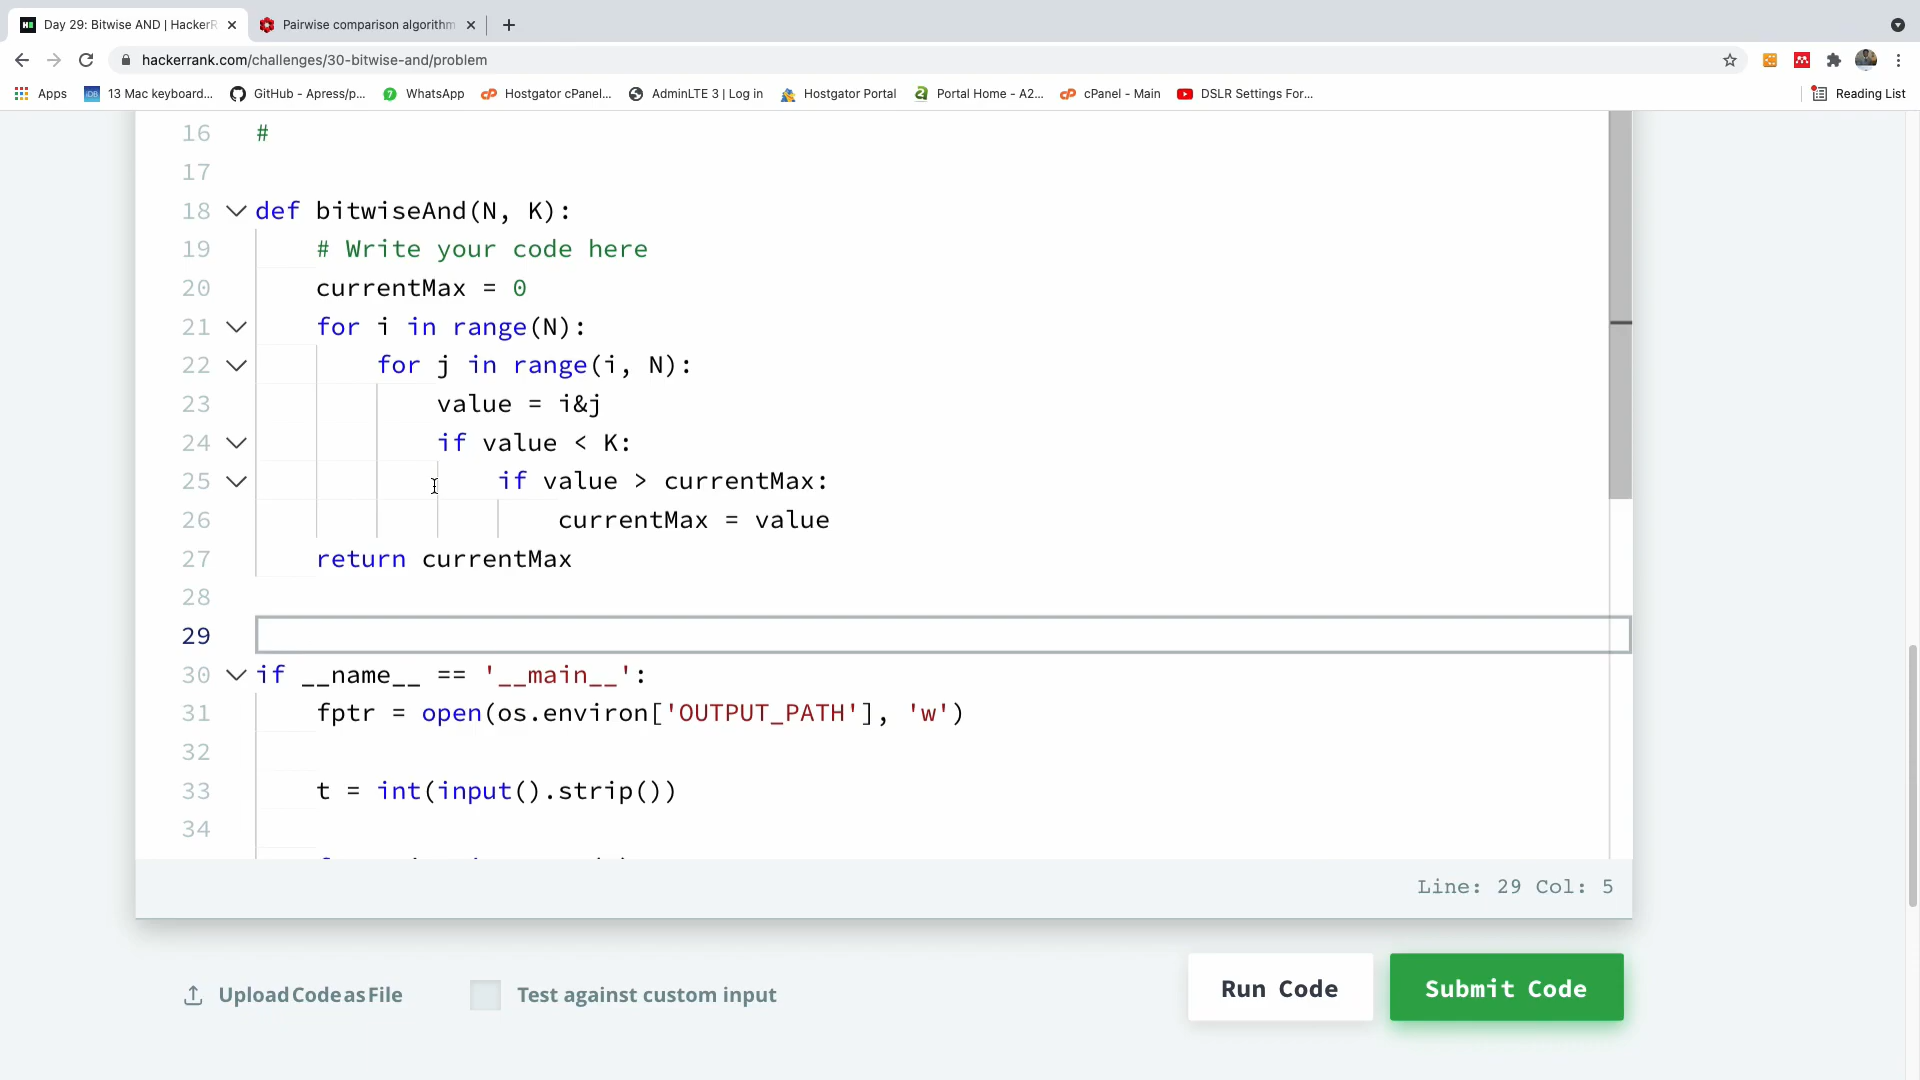 Day 29: Bitwise AND | HackerR
Pairwise comparison algorithm
hackerrank.com/challenges/30-bitwise-and/problem
Apps
13 Mac keyboard...
GitHub - Apress/p...
WhatsApp
Hostgator cPanel...
AdminLTE 3 | Log in
Hostgator Portal
Portal Home - A2...
cPanel - Main
DSLR Settings For...
Reading List
16 #
17
18 def bitwiseAnd(N, K):
19 # Write your code here
20 currentMax = 0
21 for i in range(N):
22 for j in range(i, N):
23 value = i&j
24 if value < K:
25 if value > currentMax:
26 currentMax = value
27 return currentMax
28
29
30 if __name__ == '__main__':
31 fptr = open(os.environ['OUTPUT_PATH'], 'w')
32
33 t = int(input().strip())
34
Line: 29 Col: 5
Upload Code as File
Test against custom input
Run Code
Submit Code